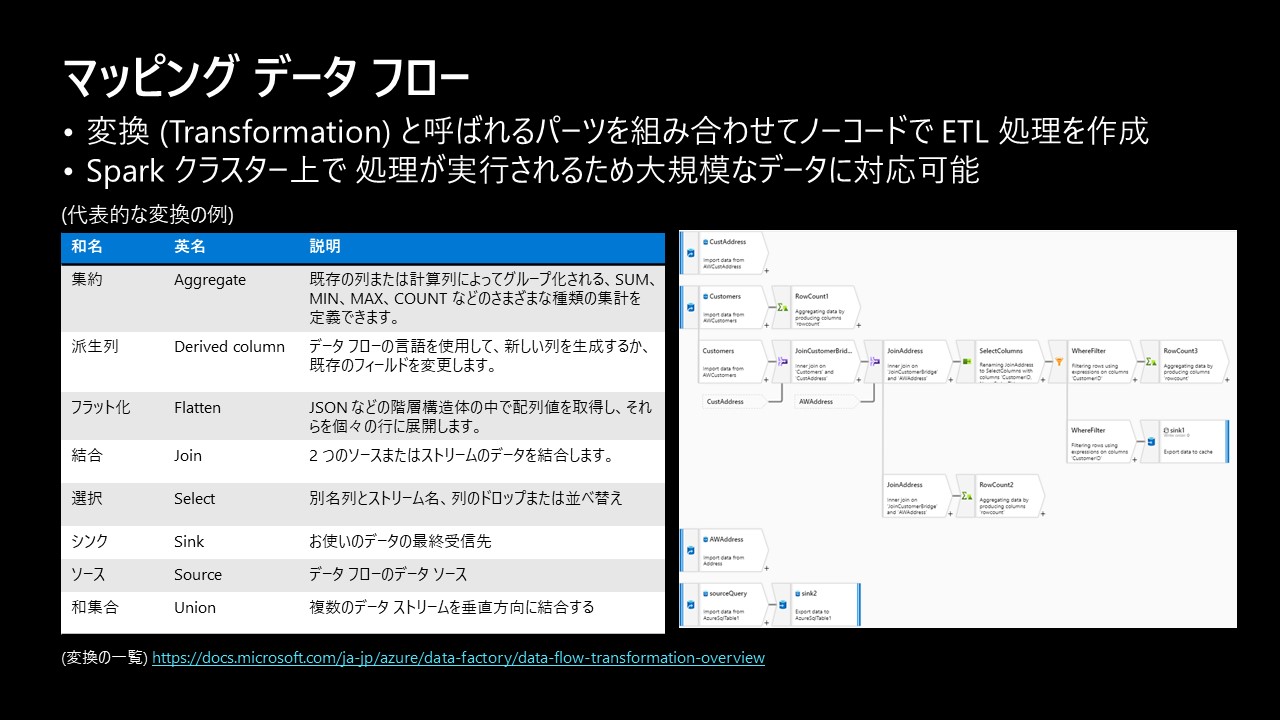 マッピング データ フロー
• 変換 (Transformation) と呼ばれるパーツを組み合わせてノーコードで ETL 処理を作成
• Spark クラスター上で 処理が実行されるため大規模なデータに対応可能
(代表的な変換の例)
和名 英名 説明
集約 Aggregate 既存の列または計算列によってグループ化される、SUM、
MIN、MAX、COUNT などのさまざまな種類の集計を
定義できます。
派生列 Derived column データ フローの言語を使用して、新しい列を生成するか、
既存のフィールドを変更します。
フラット化 Flatten JSON などの階層構造体の中で配列値を取得し、それ
らを個々の行に展開します。
結合 Join 2 つのソースまたはストリームのデータを結合します。
選択 Select 別名列とストリーム名、列のドロップまたは並べ替え
シンク Sink お使いのデータの最終受信先
ソース Source データ フローのデータ ソース
和集合 Union 複数のデータ ストリームを垂直方向に結合する
CustAddress
Import data from
AWCustAddress
Customers
Import data from
AWCustomers
RowCount1
Aggregating data by
producing columns
'rowcount'
Customers
Import data from
AWCustomers
JoinCustomerBrid...
Inner join on
'Customers' and
'CustAddress'
JoinAddress
Inner join on
'JoinCustomerBridge'
and 'AWAddress'
SelectColumns
Renaming JoinAddress
to SelectColumns with
columns 'CustomerID,
WhereFilter
Filtering rows using
expressions on columns
'CustomerID'
RowCount3
Aggregating data by
producing columns
'rowcount'
CustAddress
AWAddress
WhereFilter
Filtering rows using
expressions on columns
'CustomerID'
sink1
Export data to cache
JoinAddress
Inner join on
'JoinCustomerBridge'
and 'AWAddress'
RowCount2
Aggregating data by
producing columns
'rowcount'
AWAddress
Import data from
Address
sourceQuery
Import data from
AzureSqlTable1
sink2
Export data to
AzureSqlTable1
(変換の一覧) https://docs.microsoft.com/ja-jp/azure/data-factory/data-flow-transformation-overview